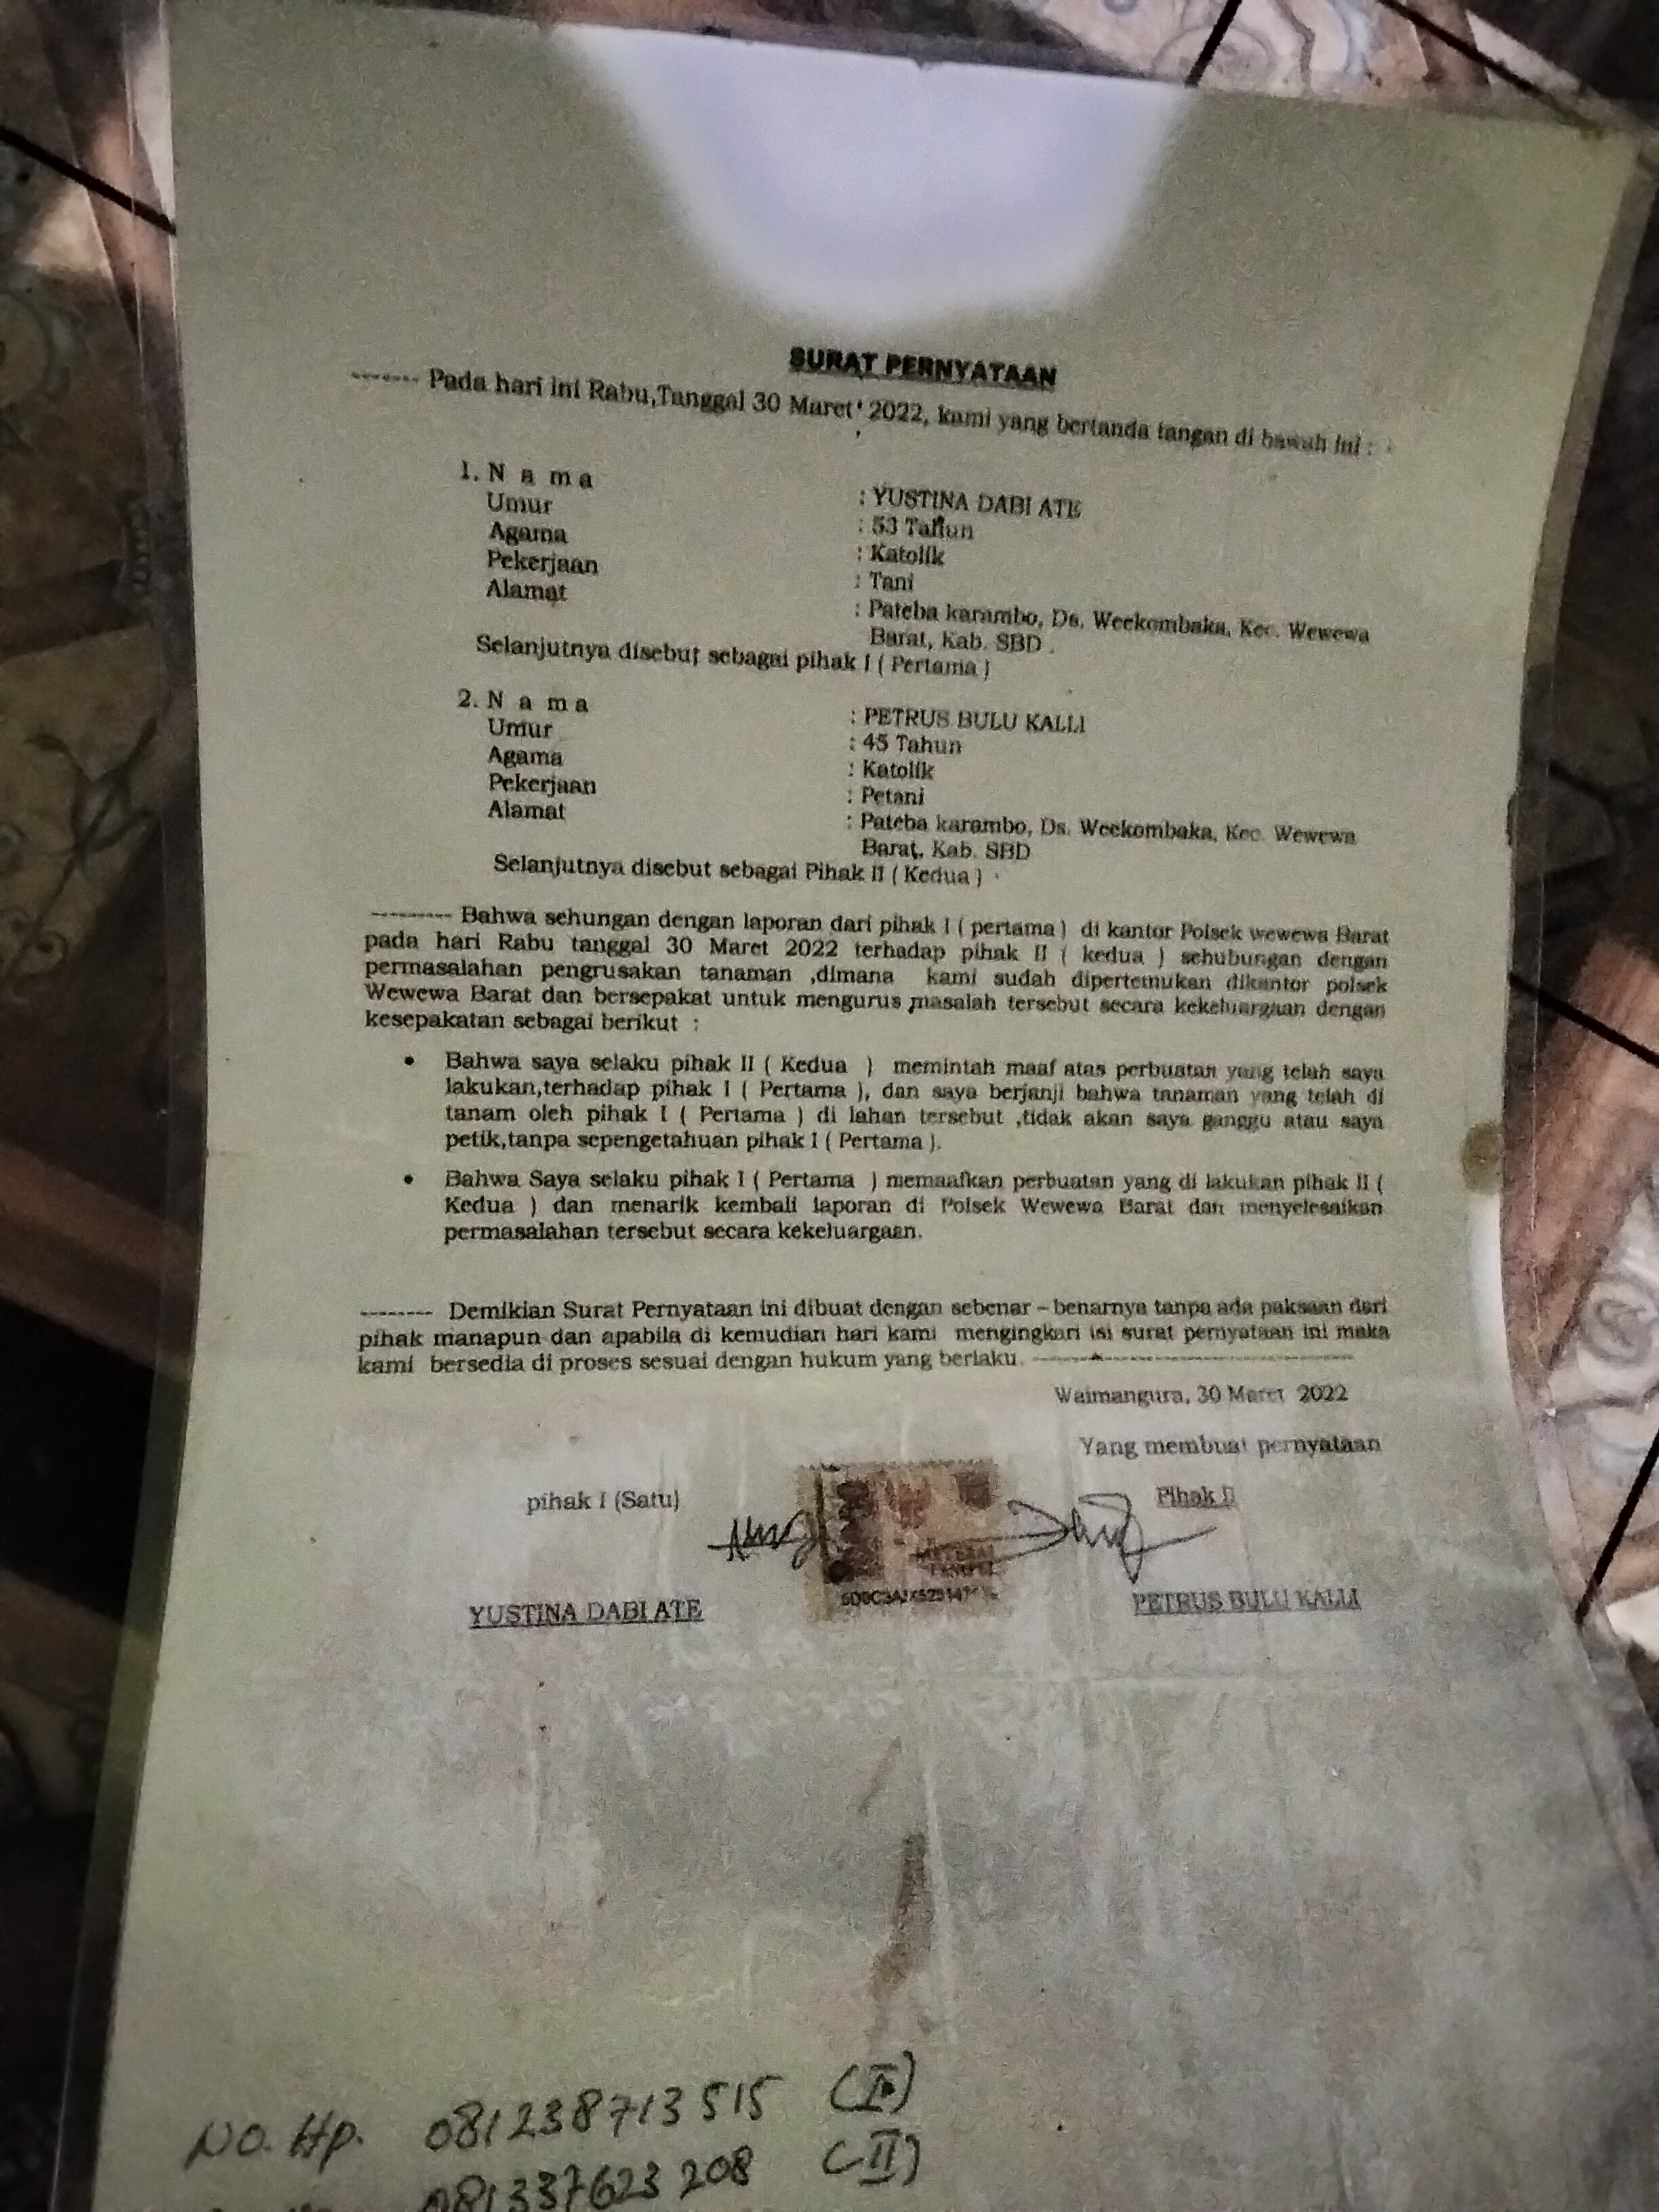 SURAT PERNYATAAN
------- Pada hari ini Rabu,Tanggal 30 Maret 2022, kami yang bertanda tangan di bawah ini :
1. N a m a : YUSTINA DABI ATE
Umur : 53 Tahun
Agama : Katolik
Pekerjaan : Tani
Alamat : Pateba karambo, Ds. Weekombaka, Kec. Wewewa
Barat, Kab. SBD .
Selanjutnya disebut sebagai pihak I ( Pertama )
2. N a m a : PETRUS BULU KALLI
Umur : 45 Tahun
Agama : Katolik
Pekerjaan : Petani
Alamat : Pateba karambo, Ds. Weekombaka, Kec. Wewewa
Barat, Kab. SBD
Selanjutnya disebut sebagai Pihak II ( Kedua )
--------- Bahwa sehungan dengan laporan dari pihak I ( pertama ) di kantor Polsek wewewa Barat
pada hari Rabu tanggal 30 Maret 2022 terhadap pihak II ( kedua ) sehubungan dengan
permasalahan pengrusakan tanaman ,dimana kami sudah dipertemukan dikantor polsek
Wewewa Barat dan bersepakat untuk mengurus masalah tersebut secara kekeluargaan dengan
kesepakatan sebagai berikut :
• Bahwa saya selaku pihak II ( Kedua ) memintah maaf atas perbuatan yang telah saya
lakukan,terhadap pihak I ( Pertama ), dan saya berjanji bahwa tanaman yang telah di
tanam oleh pihak I ( Pertama ) di lahan tersebut ,tidak akan saya ganggu atau saya
petik,tanpa sepengetahuan pihak I ( Pertama ).
• Bahwa Saya selaku pihak I ( Pertama ) memaafkan perbuatan yang di lakukan pihak II (
Kedua ) dan menarik kembali laporan di Polsek Wewewa Barat dan menyelesaikan
permasalahan tersebut secara kekeluargaan.
-------- Demikian Surat Pernyataan ini dibuat dengan sebenar – benarnya tanpa ada paksaan dari
pihak manapun dan apabila di kemudian hari kami mengingkari isi surat pernyataan ini maka
kami bersedia di proses sesuai dengan hukum yang berlaku. --------------------------------
Waimangura, 30 Maret 2022
Yang membuat pernyataan
pihak I (Satu) Pihak II
METERAI
TEMPEL
YUSTINA DABI ATE PETRUS BULU KALLI
No. Hp. 081238713515 (I)
081337623208 (II)